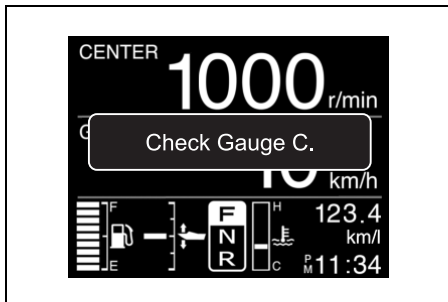 CENTER
1000 r/min
G
Check Gauge C.
km/h
F H 123.4
F
N km/l
R
E C PM 11:34